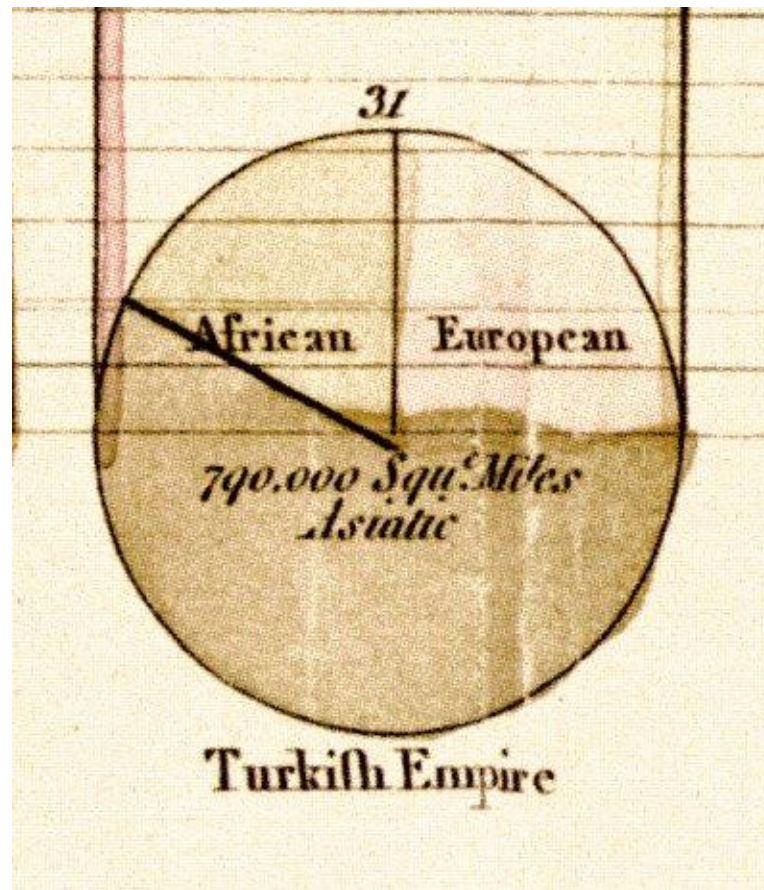 31
African European
790.000 Squ.ͭ Miles
Asiatic
Turkiſh Empire